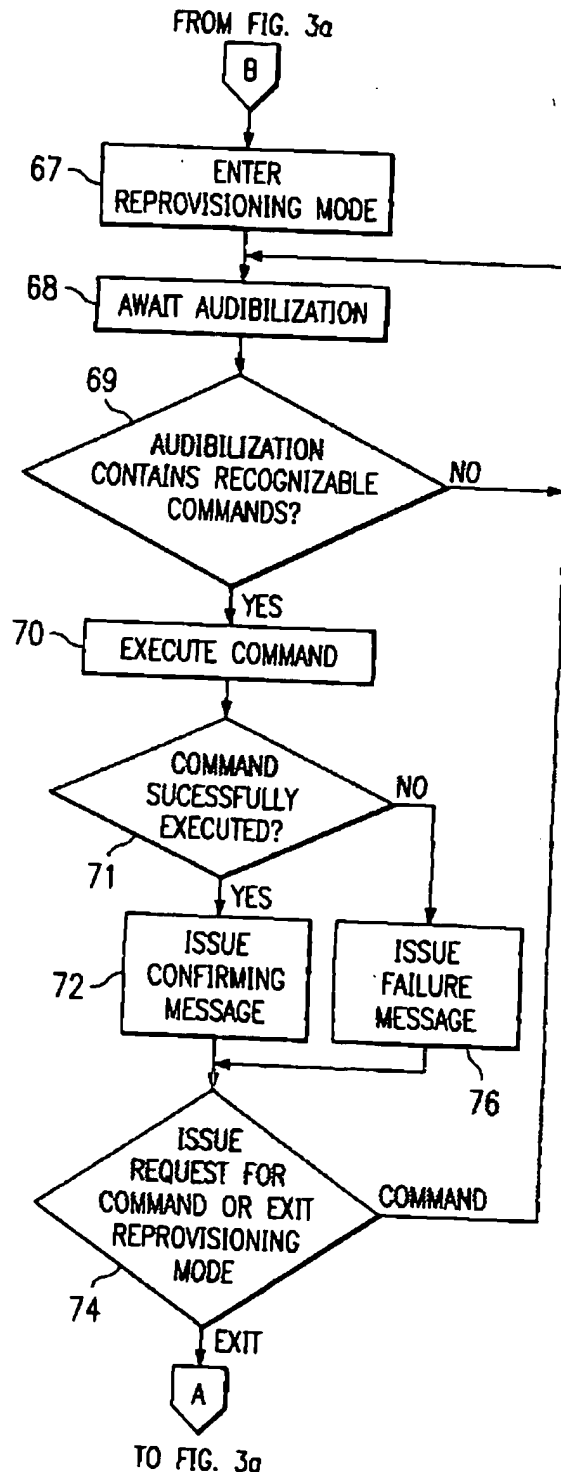 FROM FIG. 3a
B
67
ENTER
REPROVISIONING MODE
68
AWAIT AUDIBILIZATION
69
AUDIBILIZATION
CONTAINS RECOGNIZABLE
COMMANDS?
NO
YES
70
EXECUTE COMMAND
COMMAND
SUCESSFULLY
EXECUTED?
NO
71
YES
72
ISSUE
CONFIRMING
MESSAGE
ISSUE
FAILURE
MESSAGE
76
ISSUE
REQUEST FOR
COMMAND OR EXIT
REPROVISIONING
MODE
COMMAND
74
EXIT
A
TO FIG. 3a